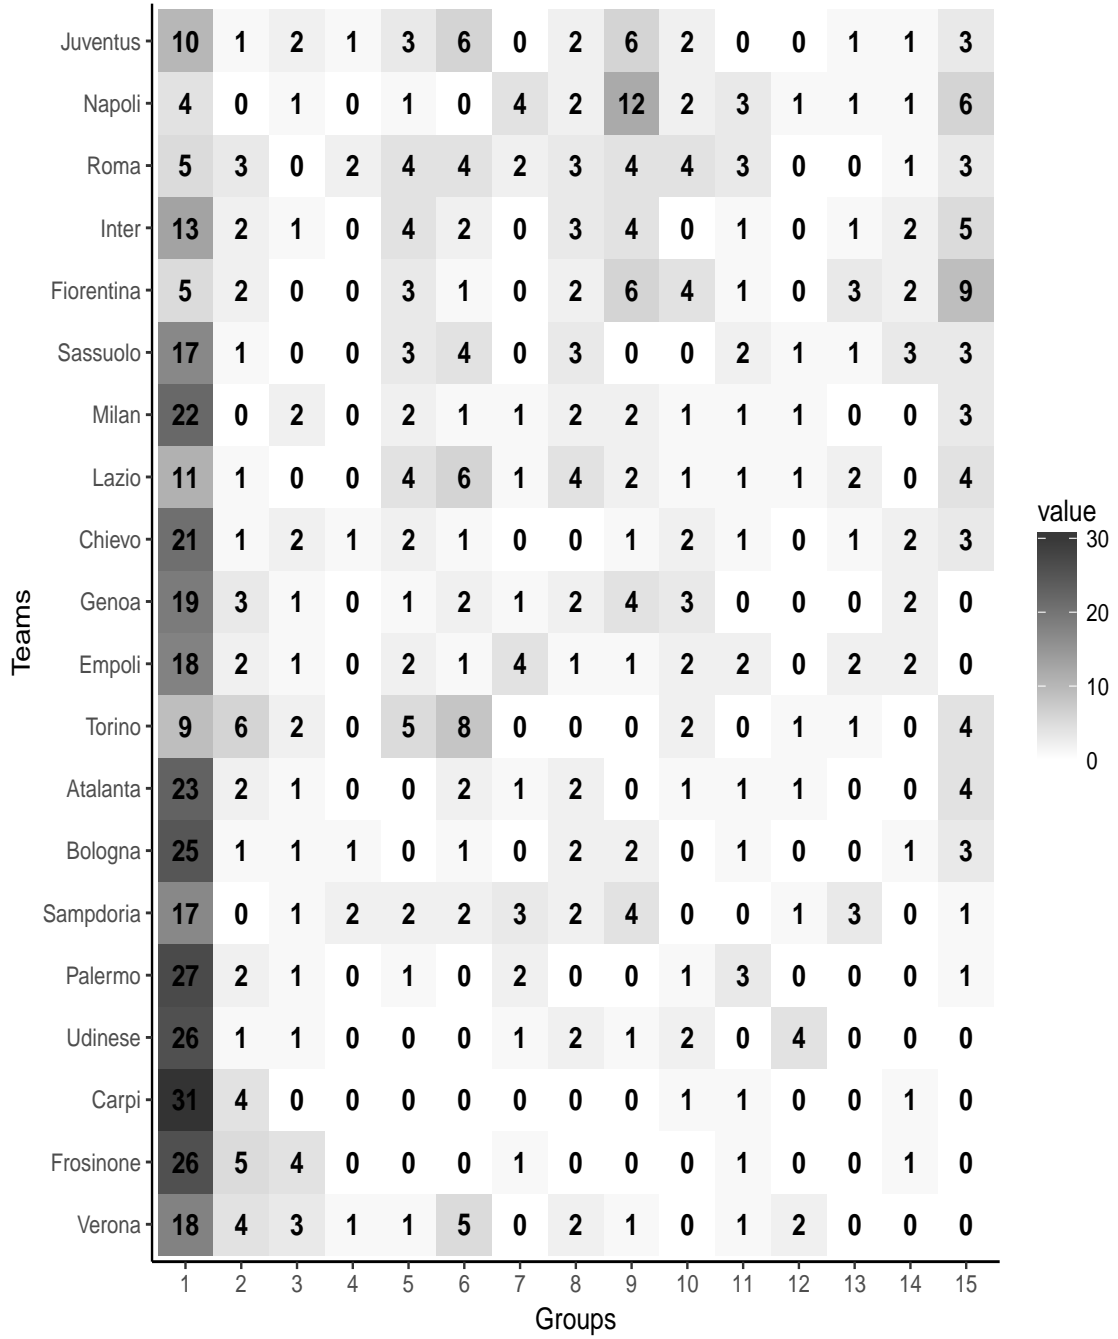 Juventus 10 1 2 1 3 6 0 2 6 2 0 0 1 1 3
Napoli 4 0 1 0 1 0 4 2 12 2 3 1 1 1 6
Roma 5 3 0 2 4 4 2 3 4 4 3 0 0 1 3
Inter 13 2 1 0 4 2 0 3 4 0 1 0 1 2 5
Fiorentina 5 2 0 0 3 1 0 2 6 4 1 0 3 2 9
Sassuolo 17 1 0 0 3 4 0 3 0 0 2 1 1 3 3
Milan 22 0 2 0 2 1 1 2 2 1 1 1 0 0 3
Lazio 11 1 0 0 4 6 1 4 2 1 1 1 2 0 4
Chievo 21 1 2 1 2 1 0 0 1 2 1 0 1 2 3
Genoa 19 3 1 0 1 2 1 2 4 3 0 0 0 2 0
Empoli 18 2 1 0 2 1 4 1 1 2 2 0 2 2 0
Torino 9 6 2 0 5 8 0 0 0 2 0 1 1 0 4
Atalanta 23 2 1 0 0 2 1 2 0 1 1 1 0 0 4
Bologna 25 1 1 1 0 1 0 2 2 0 1 0 0 1 3
Sampdoria 17 0 1 2 2 2 3 2 4 0 0 1 3 0 1
Palermo 27 2 1 0 1 0 2 0 0 1 3 0 0 0 1
Udinese 26 1 1 0 0 0 1 2 1 2 0 4 0 0 0
Carpi 31 4 0 0 0 0 0 0 0 1 1 0 0 1 0
Frosinone 26 5 4 0 0 0 1 0 0 0 1 0 0 1 0
Verona 18 4 3 1 1 5 0 2 1 0 1 2 0 0 0
1 2 3 4 5 6 7 8 9 10 11 12 13 14 15
Groups
Teams
value
30
20
10
0